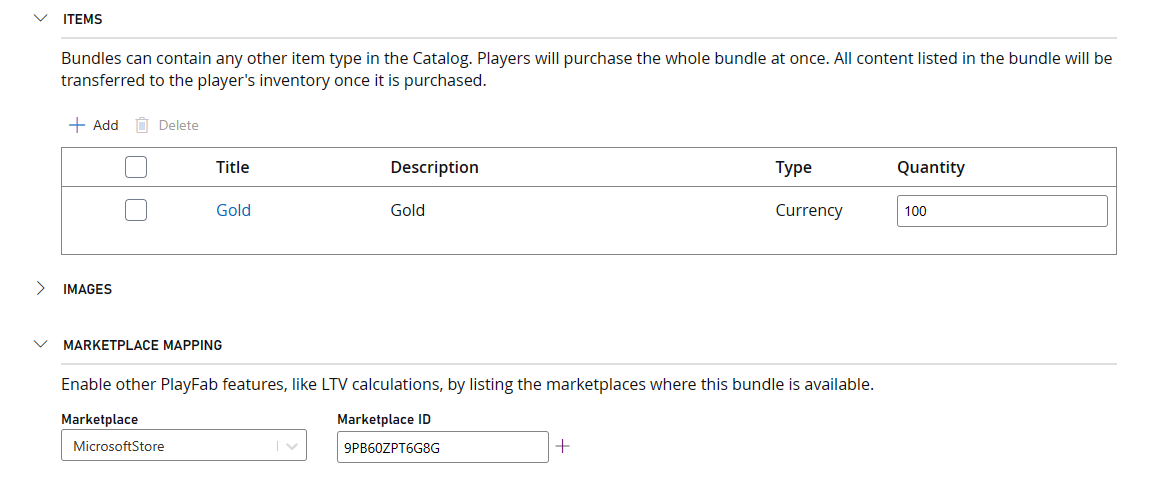 ITEMS
Bundles can contain any other item type in the Catalog. Players will purchase the whole bundle at once. All content listed in the bundle will be
transferred to the player's inventory once it is purchased.
Add Delete
Title Description Type Quantity
Gold Gold Currency 100
IMAGES
MARKETPLACE MAPPING
Enable other PlayFab features, like LTV calculations, by listing the marketplaces where this bundle is available.
Marketplace Marketplace ID
MicrosoftStore 9PB60ZPT6G8G